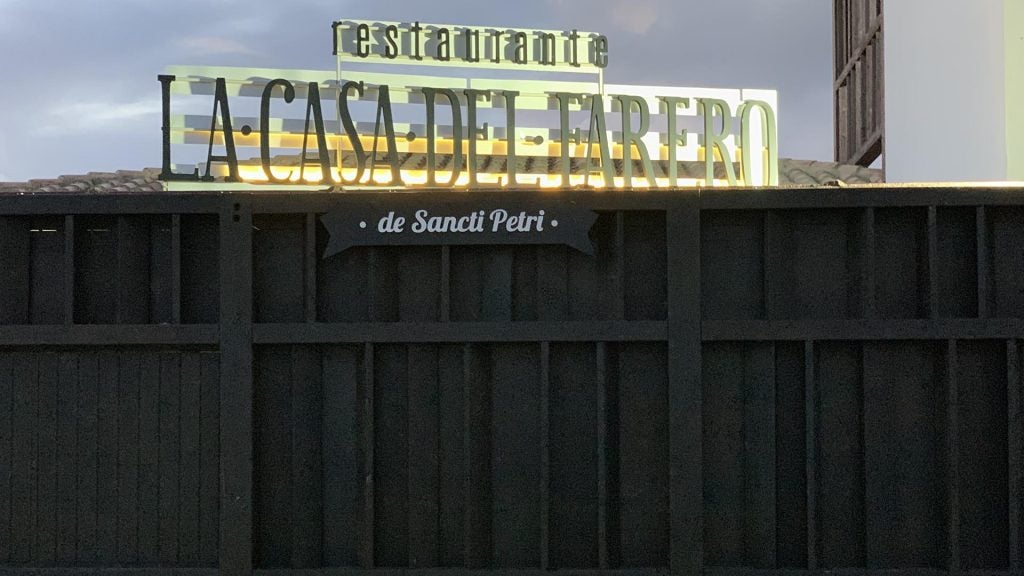 restaurante
LA·CASA·DEL·FARERO
· de Sancti Petri ·